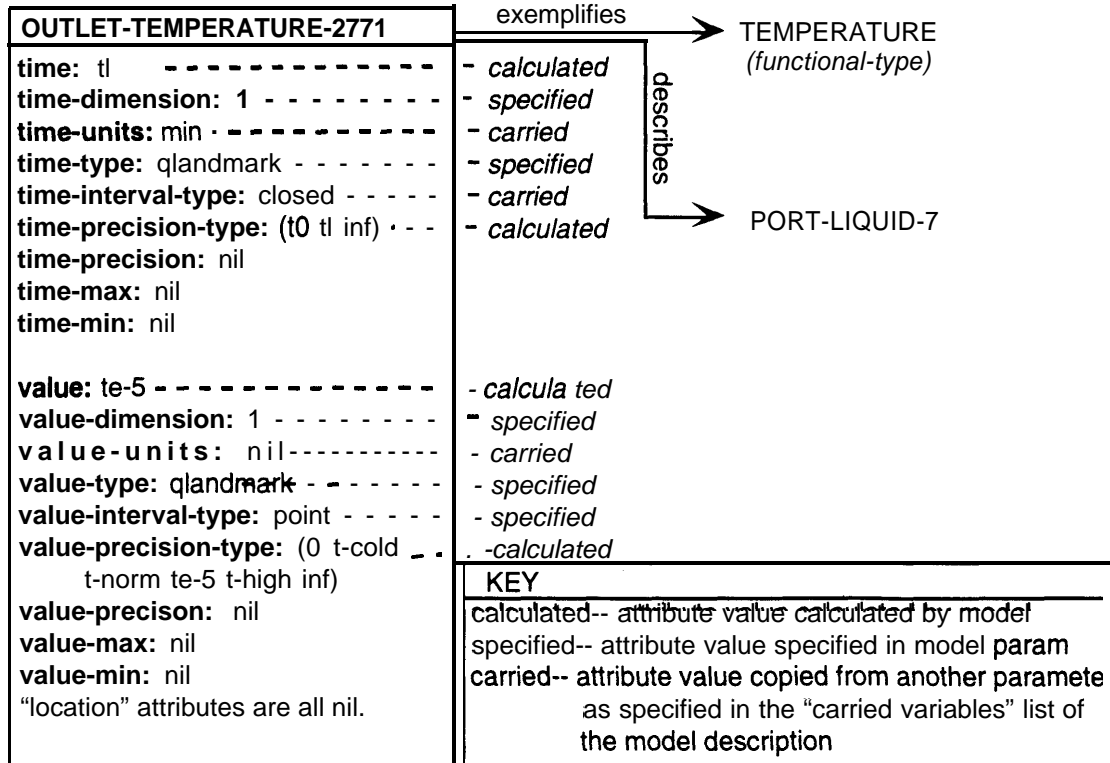 OUTLET-TEMPERATURE-2771
exemplifies
TEMPERATURE
(functional-type)
describes
PORT-LIQUID-7
time: tl - - - - - - - - - - - - - - calculated
time-dimension: 1 - - - - - - - - - specified
time-units: min - - - - - - - - - - - carried
time-type: qlandmark - - - - - - - - specified
time-interval-type: closed - - - - - - carried
time-precision-type: (t0 tl inf) - - - - calculated
time-precision: nil
time-max: nil
time-min: nil
value: te-5 - - - - - - - - - - - - - - calcula ted
value-dimension: 1 - - - - - - - - - specified
value-units: nil- - - - - - - - - - - - carried
value-type: qlandmark - - - - - - - - specified
value-interval-type: point - - - - - - specified
value-precision-type: (0 t-cold - - . -calculated
t-norm te-5 t-high inf)
value-precison: nil
value-max: nil
value-min: nil
“location” attributes are all nil.
KEY
calculated-- attribute value calculated by model
specified-- attribute value specified in model param
carried-- attribute value copied from another paramete
as specified in the “carried variables” list of
the model description